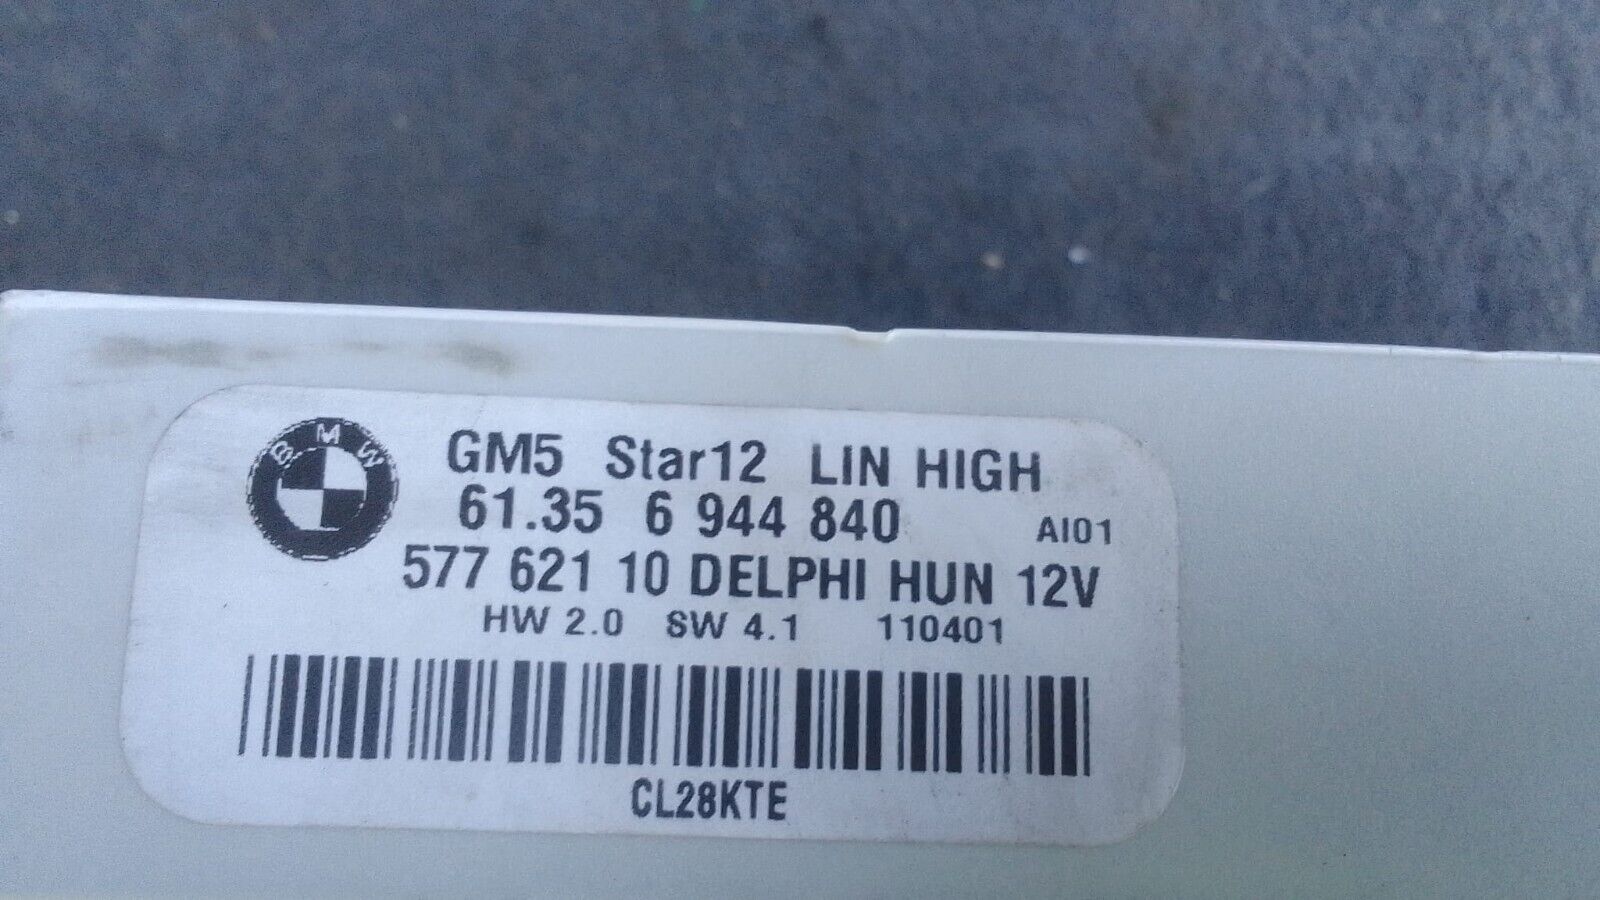 BMW
GM5 Star12 LIN HIGH
61.35 6 944 840 AI01
577 621 10 DELPHI HUN 12V
HW 2.0 SW 4.1 110401
CL28KTE